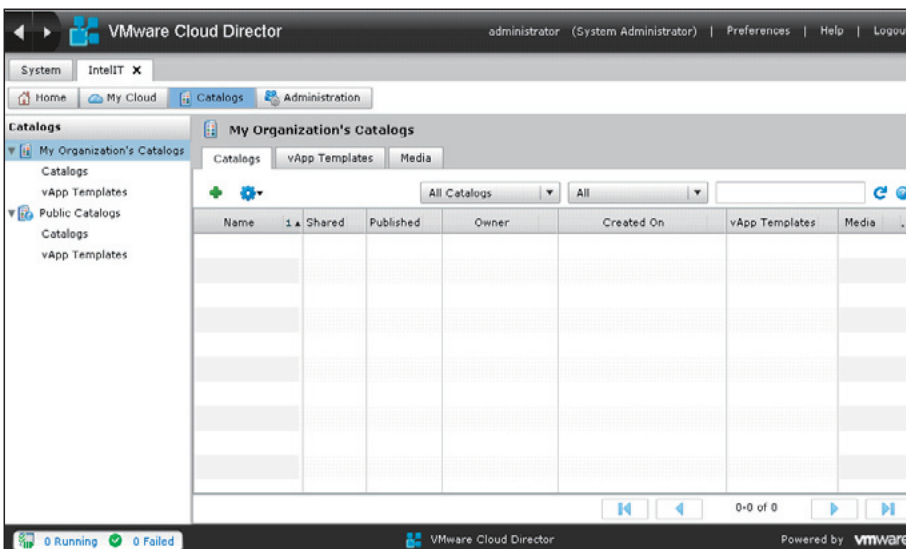 VMware Cloud Director administrator (System Administrator) | Preferences | Help | Logou
System IntelIT X
Home My Cloud Catalogs Administration
Catalogs
My Organization's Catalogs
Catalogs
vApp Templates
Public Catalogs
Catalogs
vApp Templates
My Organization's Catalogs
Catalogs vApp Templates Media
All Catalogs All
Name 1▲ Shared Published Owner Created On vApp Templates Media
0-0 of 0
0 Running 0 Failed VMware Cloud Director Powered by vmware